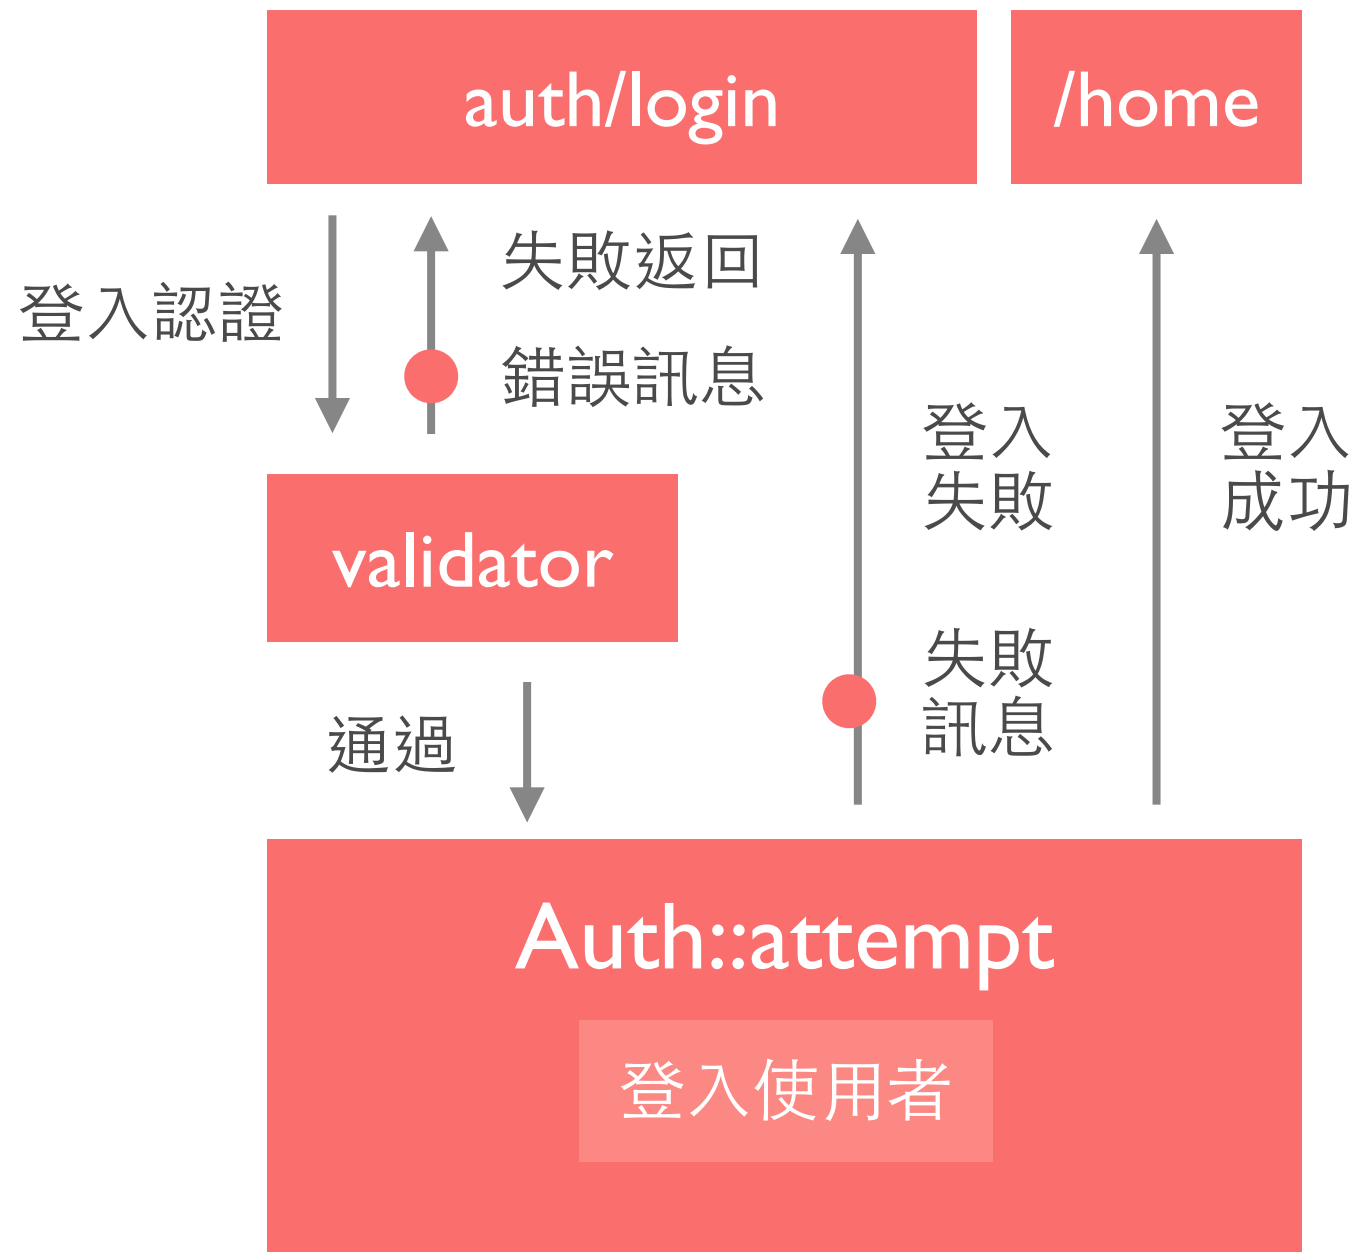 auth/login
/home
登入認證
失敗返回
錯誤訊息
登入
失敗
登入
成功
validator
失敗
訊息
通過
Auth::attempt
登入使用者